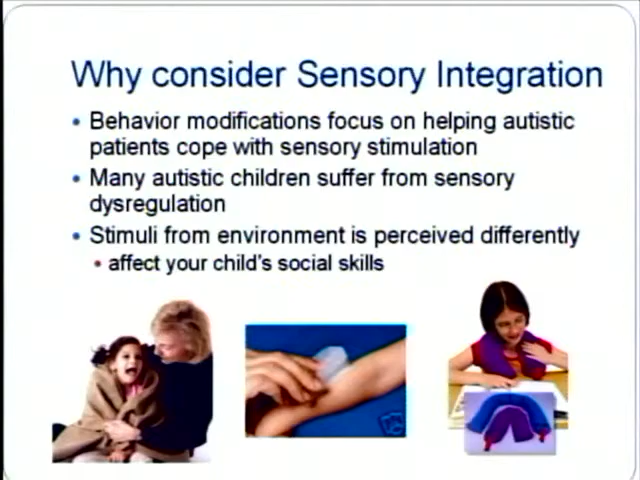 Why consider Sensory Integration
• Behavior modifications focus on helping autistic
patients cope with sensory stimulation
• Many autistic children suffer from sensory
dysregulation
• Stimuli from environment is perceived differently
• affect your child's social skills